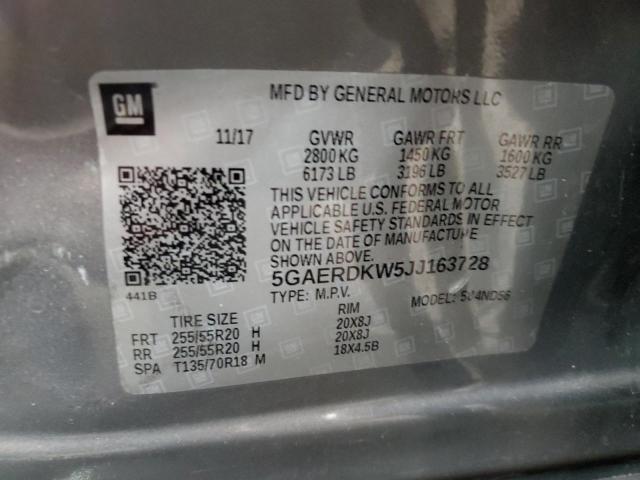 GM
MFD BY GENERAL MOTORS LLC
11/17 GVWR GAWR FRT GAWR RR
2800 KG 1450 KG 1600 KG
6173 LB 3196 LB 3527 LB
THIS VEHICLE CONFORMS TO ALL
APPLICABLE U.S. FEDERAL MOTOR
VEHICLE SAFETY STANDARDS IN EFFECT
ON THE DATE OF MANUFACTURE
SHOWN ABOVE.
5GAERDKW5JJ163728
441B TYPE: M.P.V. MODEL:
TIRE SIZE RIM
FRT 255/55R20 H 20X8J
RR 255/55R20 H 20X8J
SPA T135/70R18 M 18X4.5B